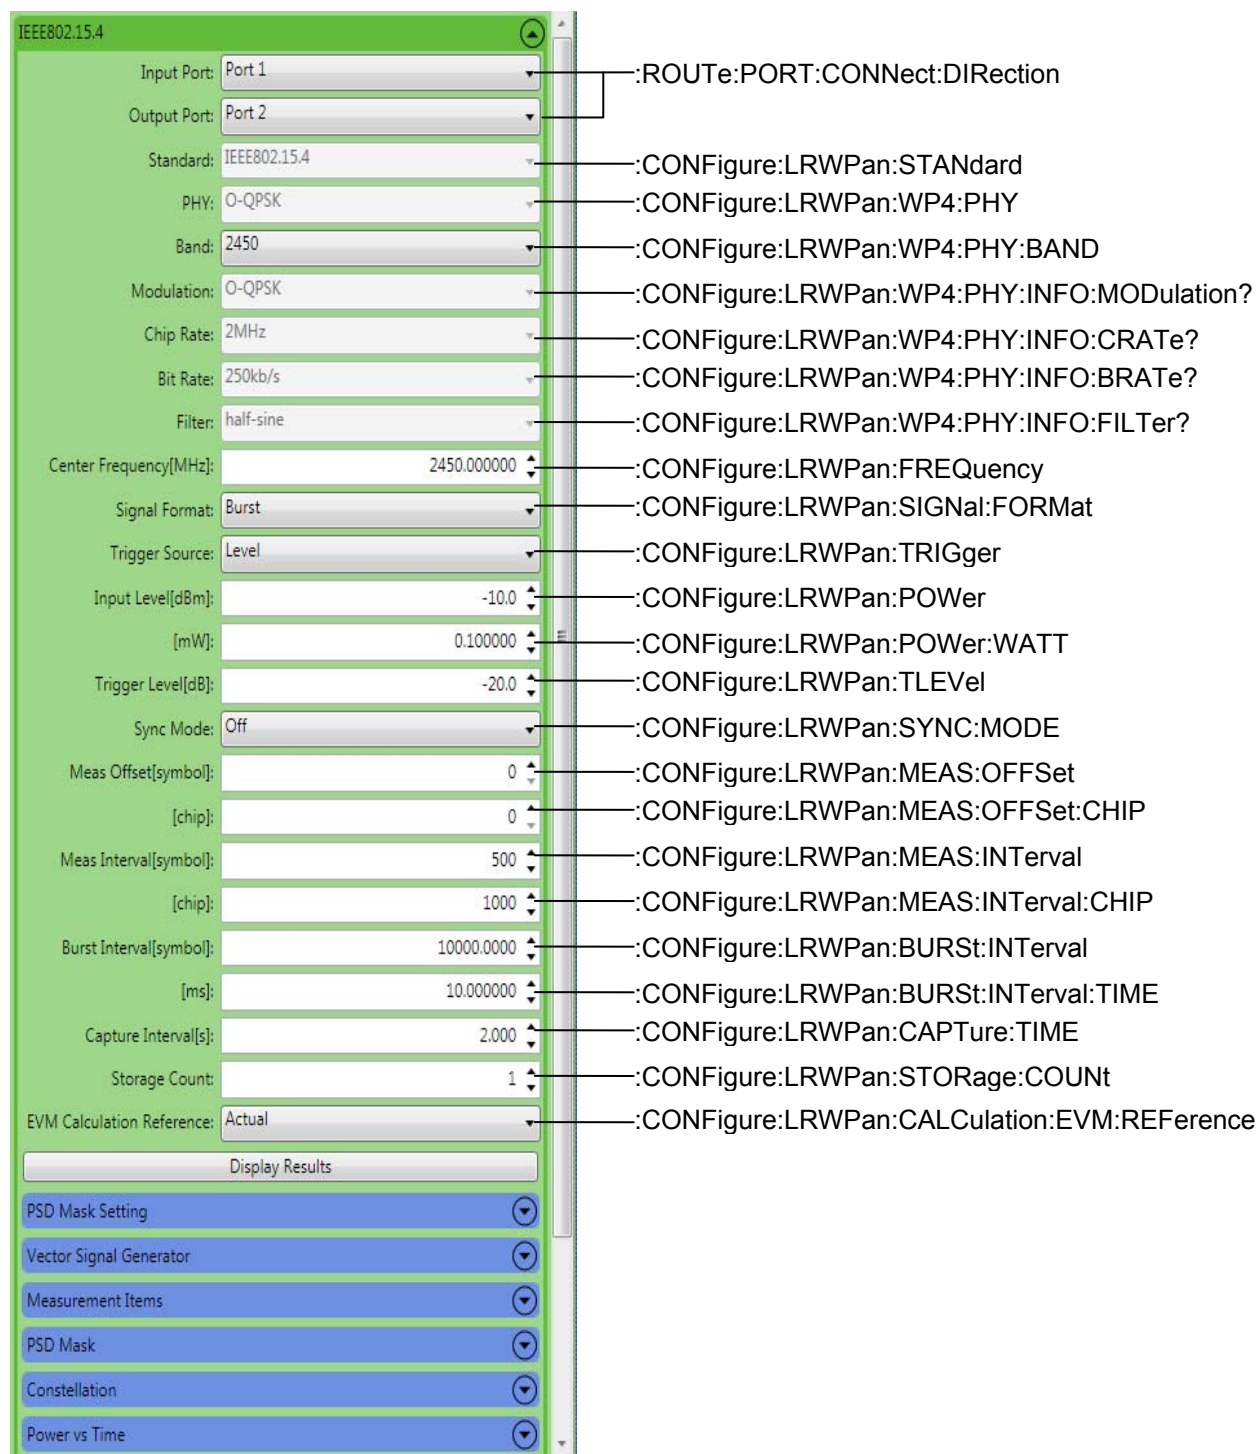 IEEE802.15.4
Input Port: Port 1 :ROUTe:PORT:CONNect:DIRection
Output Port: Port 2
Standard: IEEE802.15.4 :CONFigure:LRWPan:STANdard
PHY: O-QPSK :CONFigure:LRWPan:WP4:PHY
Band: 2450 :CONFigure:LRWPan:WP4:PHY:BAND
Modulation: O-QPSK :CONFigure:LRWPan:WP4:PHY:INFO:MODulation?
Chip Rate: 2MHz :CONFigure:LRWPan:WP4:PHY:INFO:CRATe?
Bit Rate: 250kb/s :CONFigure:LRWPan:WP4:PHY:INFO:BRATe?
Filter: half-sine :CONFigure:LRWPan:WP4:PHY:INFO:FILTer?
Center Frequency[MHz]: 2450.000000 :CONFigure:LRWPan:FREQuency
Signal Format: Burst :CONFigure:LRWPan:SIGNal:FORMat
Trigger Source: Level :CONFigure:LRWPan:TRIGger
Input Level[dBm]: -10.0 :CONFigure:LRWPan:POWer
[mW]: 0.100000 :CONFigure:LRWPan:POWer:WATT
Trigger Level[dB]: -20.0 :CONFigure:LRWPan:TLEVel
Sync Mode: Off :CONFigure:LRWPan:SYNC:MODE
Meas Offset[symbol]: 0 :CONFigure:LRWPan:MEAS:OFFSet
[chip]: 0 :CONFigure:LRWPan:MEAS:OFFSet:CHIP
Meas Interval[symbol]: 500 :CONFigure:LRWPan:MEAS:INTerval
[chip]: 1000 :CONFigure:LRWPan:MEAS:INTerval:CHIP
Burst Interval[symbol]: 10000.0000 :CONFigure:LRWPan:BURSt:INTerval
[ms]: 10.000000 :CONFigure:LRWPan:BURSt:INTerval:TIME
Capture Interval[s]: 2.000 :CONFigure:LRWPan:CAPTure:TIME
Storage Count: 1 :CONFigure:LRWPan:STORage:COUNt
EVM Calculation Reference: Actual :CONFigure:LRWPan:CALCulation:EVM:REFerence
Display Results
PSD Mask Setting
Vector Signal Generator
Measurement Items
PSD Mask
Constellation
Power vs Time